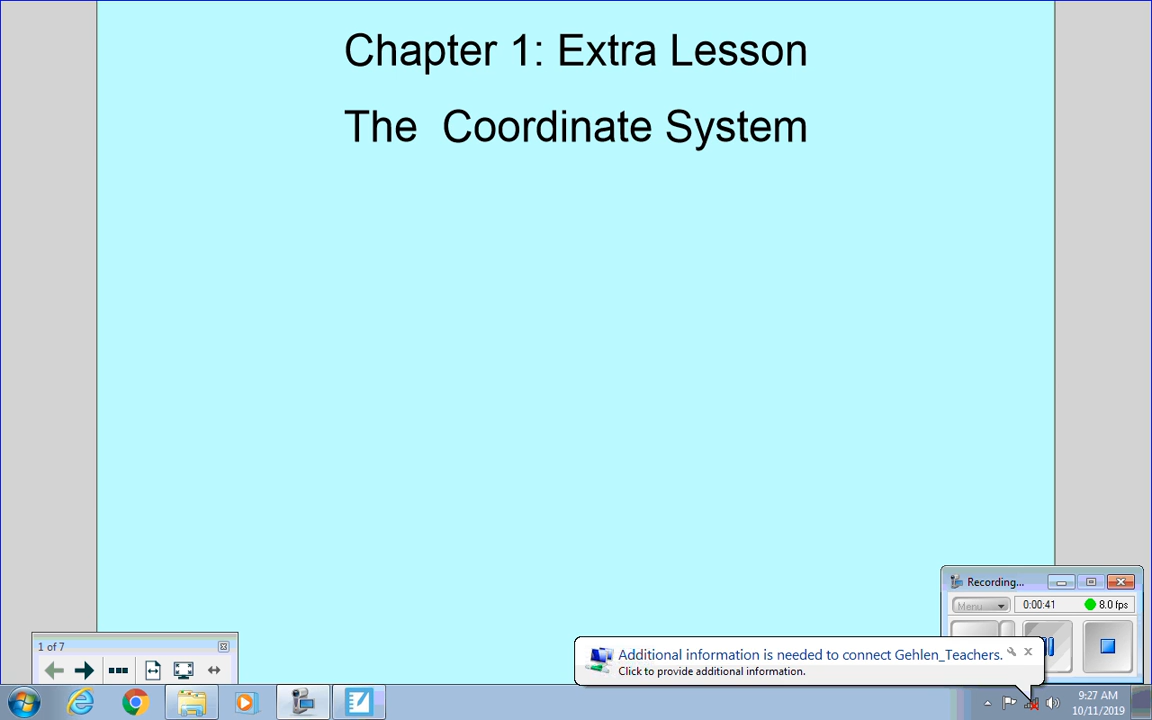 Chapter 1: Extra Lesson
The Coordinate System
Recording...
Menu
0:00:41
8.0 fps
1 of 7
Additional information is needed to connect Gehlen_Teachers.
Click to provide additional information.
9:27 AM
10/11/2019